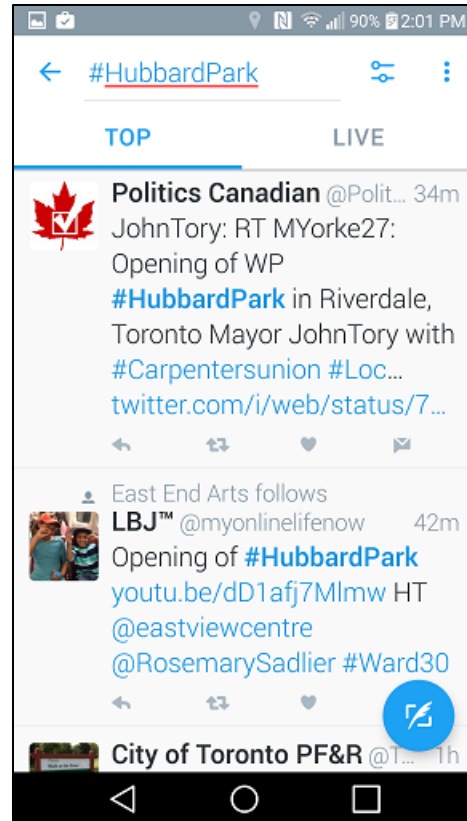 90% 2:01 PM
#HubbardPark
TOP LIVE
Politics Canadian @Polit... 34m
JohnTory: RT MYorke27:
Opening of WP
#HubbardPark in Riverdale,
Toronto Mayor JohnTory with
#Carpentersunion #Loc...
twitter.com/i/web/status/7...
East End Arts follows
LBJ™ @myonlinelifenow 42m
Opening of #HubbardPark
youtu.be/dD1afj7Mlmw HT
@eastviewcentre
@RosemarySadlier #Ward30
City of Toronto PF&R @T... 1h